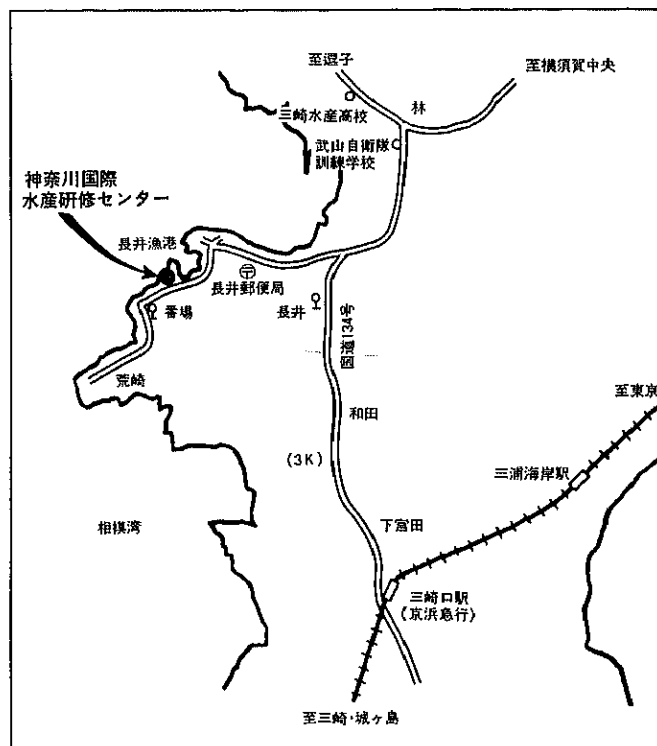 至逗子
至横須賀中央
三崎水産高校
林
武山自衛隊
訓練学校
神奈川国際
水産研修センター
長井漁港
長井郵便局
長井
番場
国道134号
荒崎
和田
至東京
(3K)
三浦海岸駅
相模湾
下宮田
三崎口駅
(京浜急行)
至三崎・城ヶ島